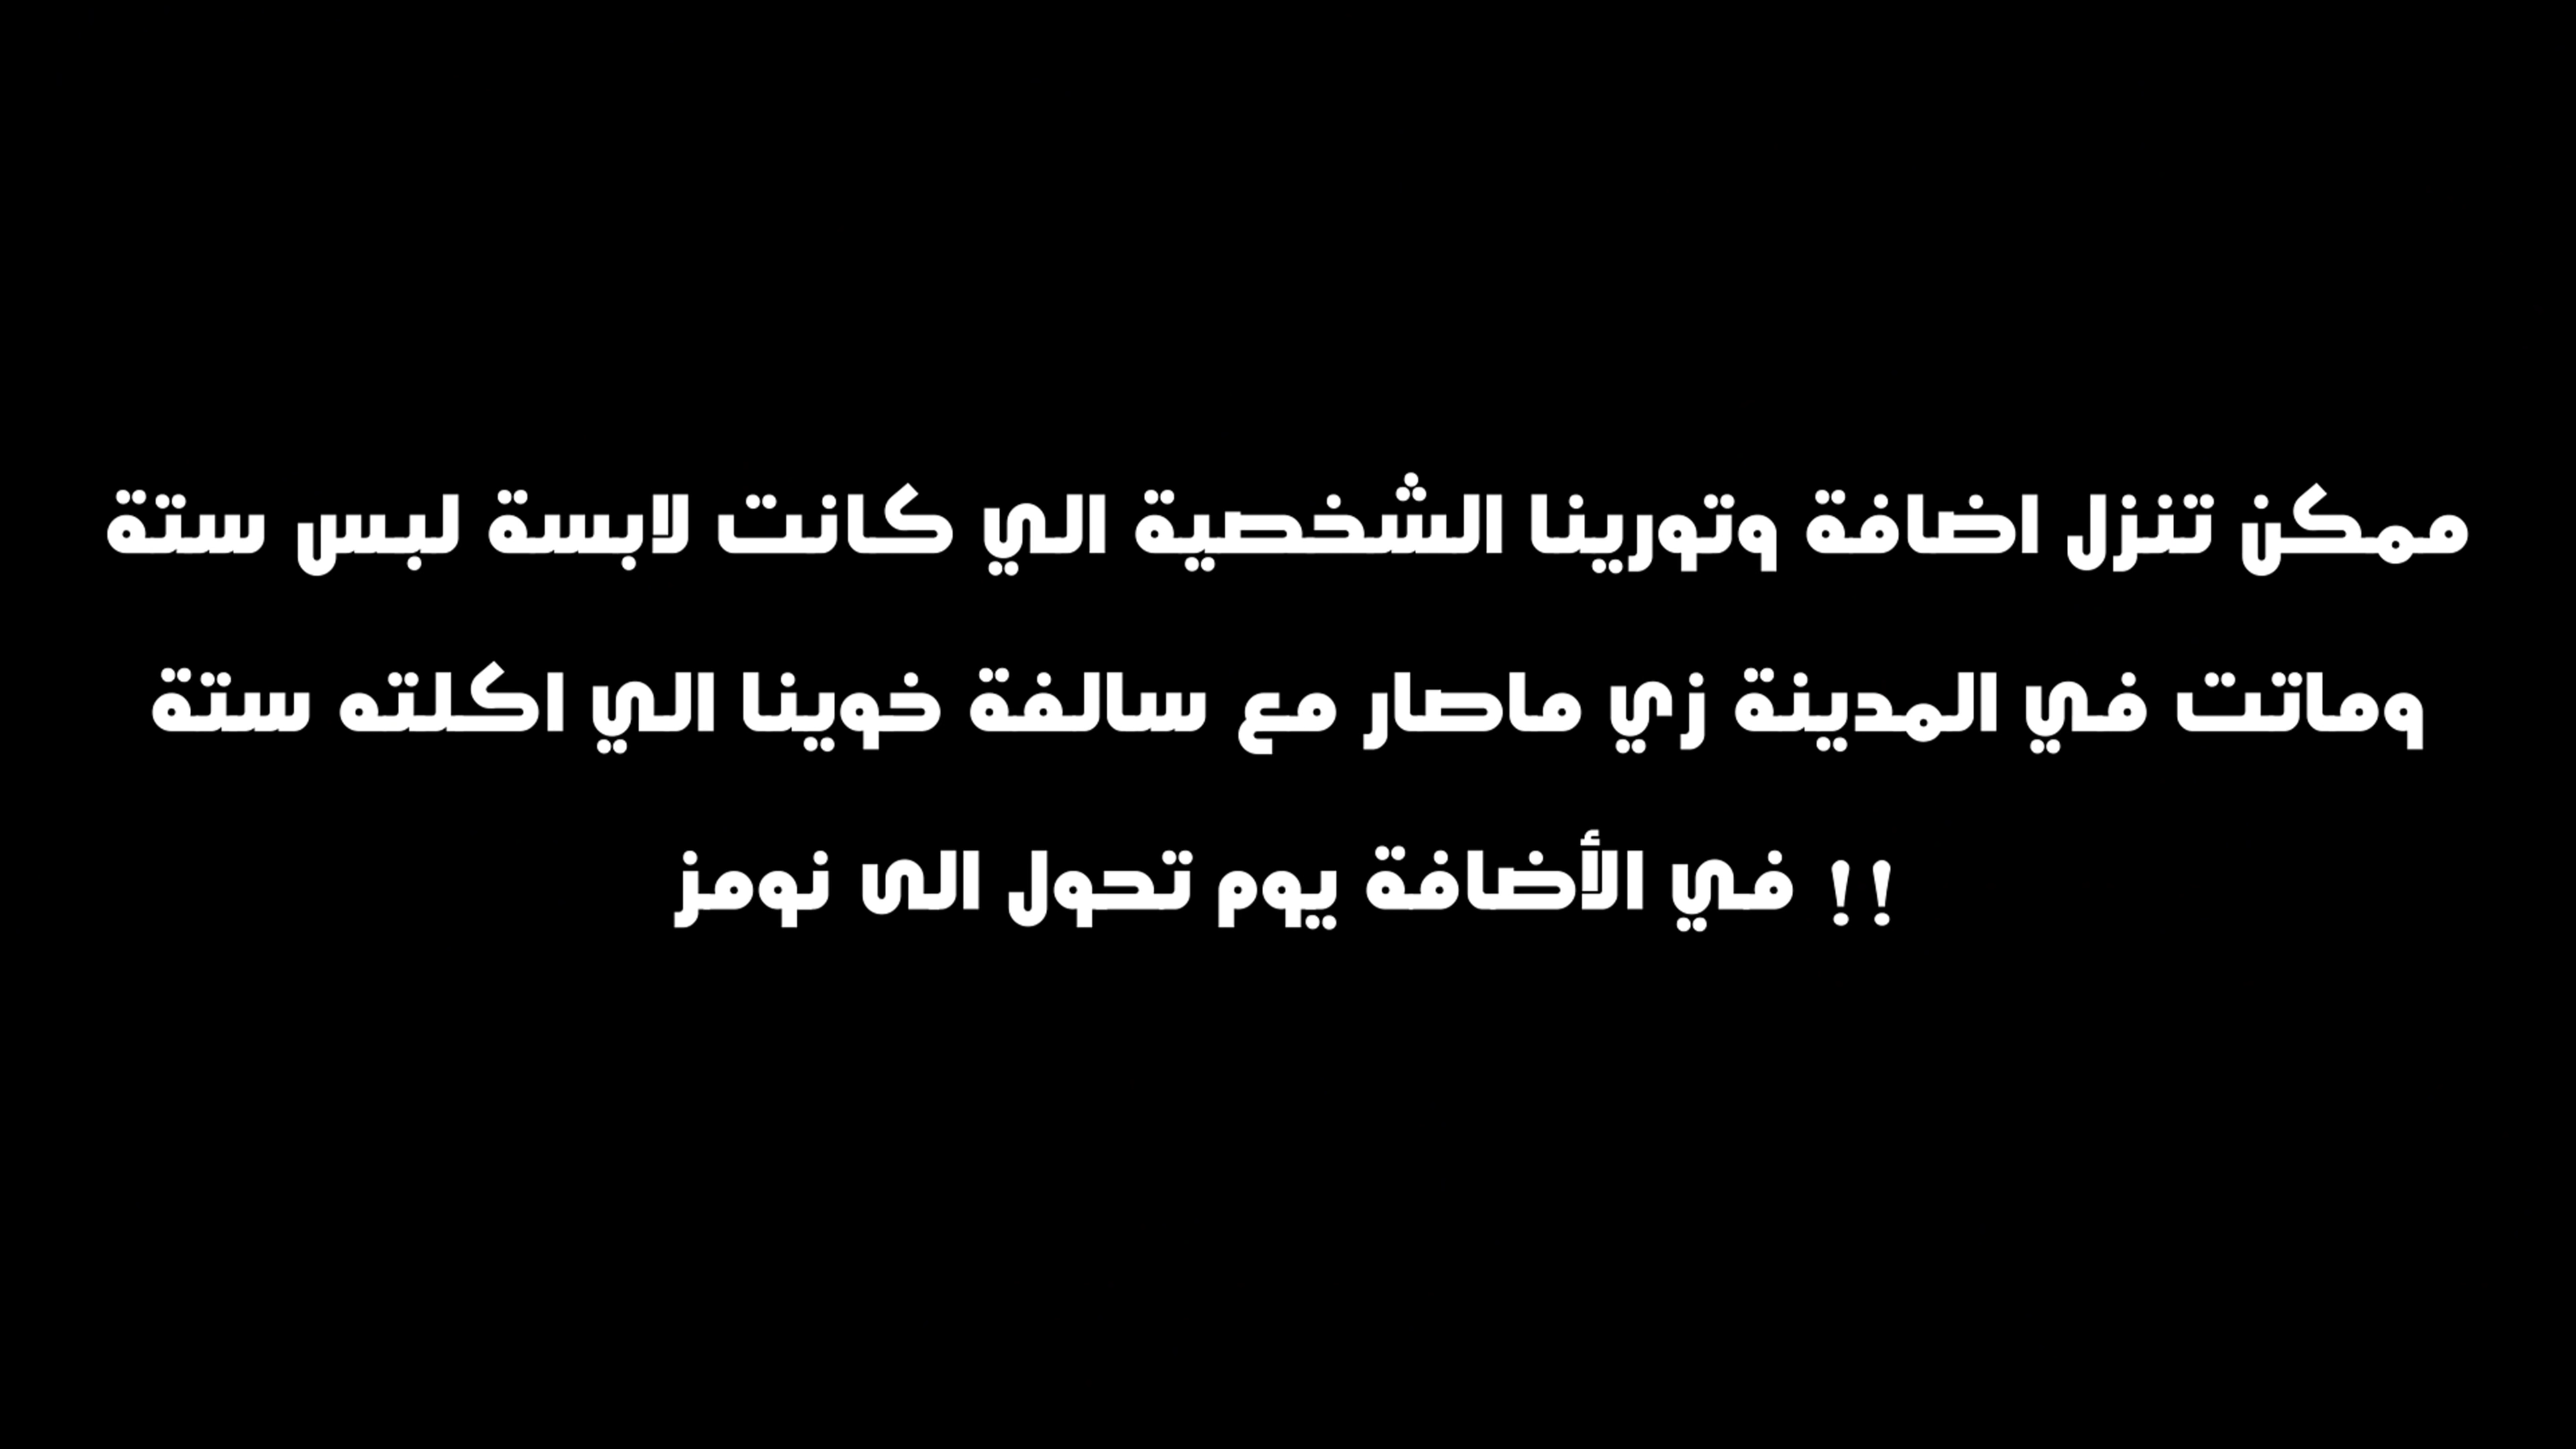 ممكن تنزل اضافة وتورينا الشخصية الي كانت لابسة لبس ستة
وماتت في المدينة زي ماصار مع سالفة خوينا الي اكلته ستة
!! في الأضافة يوم تحول الى نومز